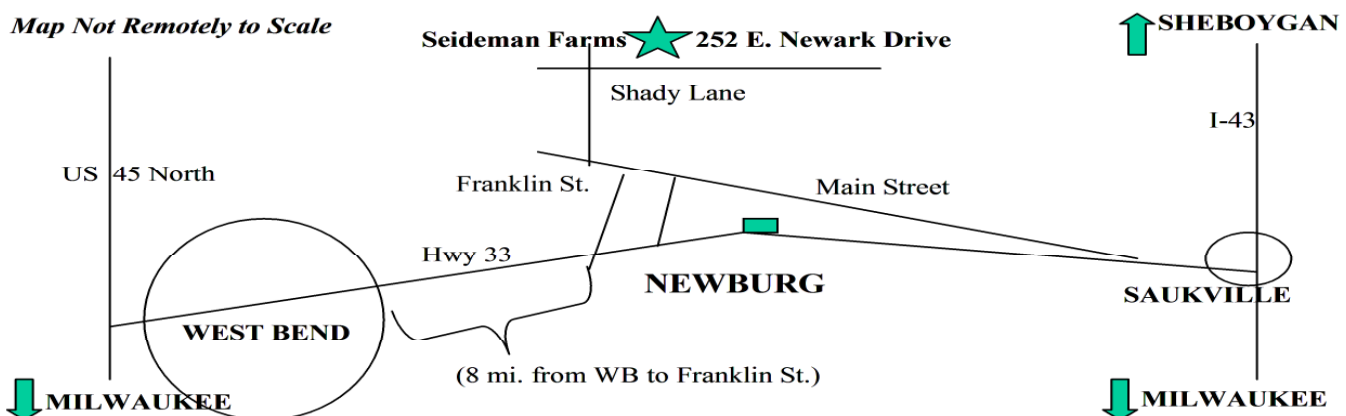 Map Not Remotely to Scale
SHEBOYGAN
Seideman Farms 252 E. Newark Drive
Shady Lane
I-43
US 45 North
Franklin St.
Main Street
Hwy 33
NEWBURG
SAUKVILLE
WEST BEND
(8 mi. from WB to Franklin St.)
MILWAUKEE
MILWAUKEE